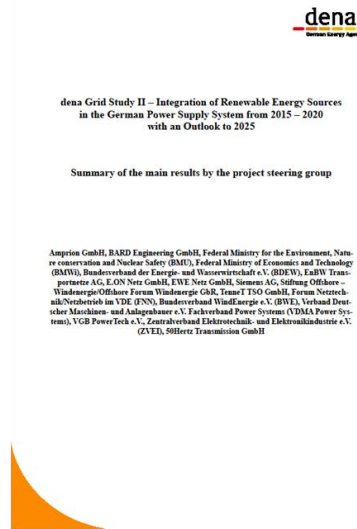 dena
German Energy Agency
dena Grid Study II – Integration of Renewable Energy Sources
in the German Power Supply System from 2015 – 2020
with an Outlook to 2025
Summary of the main results by the project steering group
Amprion GmbH, BARD Engineering GmbH, Federal Ministry for the Environment, Natu-
re conservation and Nuclear Safety (BMU), Federal Ministry of Economics and Technology
(BMWi), Bundesverband der Energie- und Wasserwirtschaft e.V. (BDEW), EnBW Trans-
portnetze AG, E.ON Netz GmbH, EWE Netz GmbH, Siemens AG, Stiftung Offshore –
Windenergie/Offshore Forum Windenergie GbR, TenneT TSO GmbH, Forum Netztech-
nik/Netzbetrieb im VDE (FNN), Bundesverband WindEnergie e.V. (BWE), Verband Deut-
scher Maschinen- und Anlagenbauer e.V. Fachverband Power Systems (VDMA Power Sys-
tems), VGB PowerTech e.V., Zentralverband Elektrotechnik- und Elektronikindustrie e.V.
(ZVEI), 50Hertz Transmission GmbH